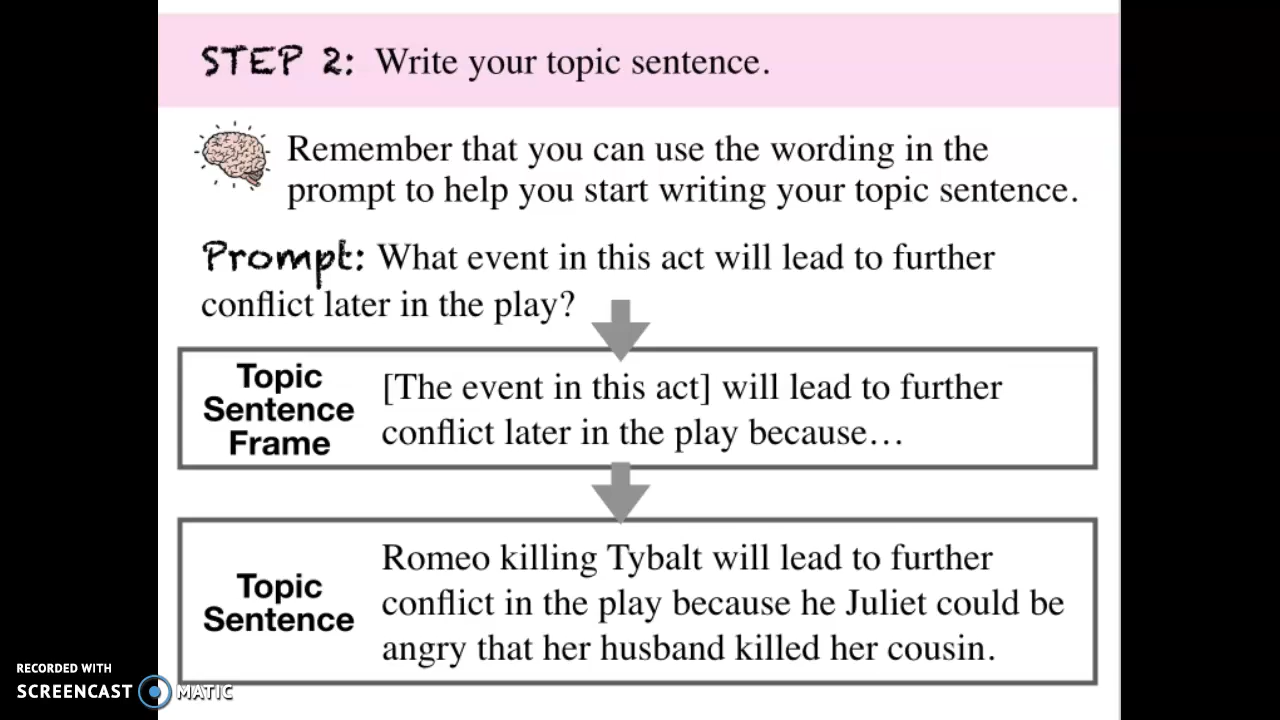 STEP 2: Write your topic sentence.
Remember that you can use the wording in the
prompt to help you start writing your topic sentence.
Prompt: What event in this act will lead to further
conflict later in the play?
Topic
Sentence
Frame
[The event in this act] will lead to further
conflict later in the play because…
Topic
Sentence
Romeo killing Tybalt will lead to further
conflict in the play because he Juliet could be
angry that her husband killed her cousin.
RECORDED WITH
SCREENCAST MATIC